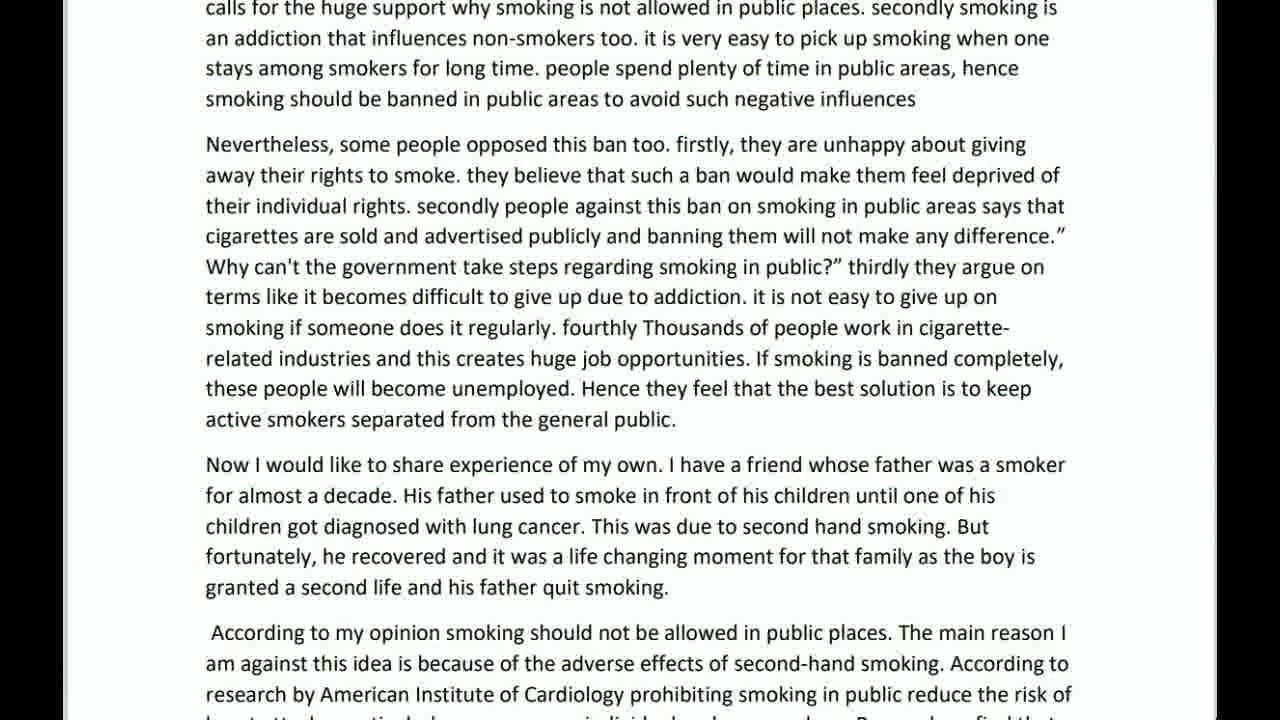 calls for the huge support why smoking is not allowed in public places. secondly smoking is
an addiction that influences non-smokers too. it is very easy to pick up smoking when one
stays among smokers for long time. people spend plenty of time in public areas, hence
smoking should be banned in public areas to avoid such negative influences
Nevertheless, some people opposed this ban too. firstly, they are unhappy about giving
away their rights to smoke. they believe that such a ban would make them feel deprived of
their individual rights. secondly people against this ban on smoking in public areas says that
cigarettes are sold and advertised publicly and banning them will not make any difference.”
Why can't the government take steps regarding smoking in public?” thirdly they argue on
terms like it becomes difficult to give up due to addiction. it is not easy to give up on
smoking if someone does it regularly. fourthly Thousands of people work in cigarette-
related industries and this creates huge job opportunities. If smoking is banned completely,
these people will become unemployed. Hence they feel that the best solution is to keep
active smokers separated from the general public.
Now I would like to share experience of my own. I have a friend whose father was a smoker
for almost a decade. His father used to smoke in front of his children until one of his
children got diagnosed with lung cancer. This was due to second hand smoking. But
fortunately, he recovered and it was a life changing moment for that family as the boy is
granted a second life and his father quit smoking.
According to my opinion smoking should not be allowed in public places. The main reason I
am against this idea is because of the adverse effects of second-hand smoking. According to
research by American Institute of Cardiology prohibiting smoking in public reduce the risk of